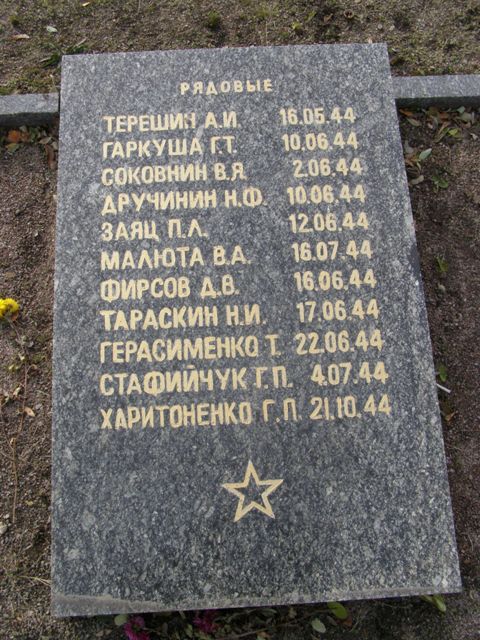 РЯДОВЫЕ
ТЕРЕШИН А.И. 16.05.44
ГАРКУША Г.Т. 10.06.44
СОКОВНИН В.Я. 2.06.44
ДРУЧИНИН Н.Ф. 10.06.44
ЗАЯЦ П.Л. 12.06.44
МАЛЮТА В.А. 16.07.44
ФИРСОВ Д.В. 16.06.44
ТАРАСКИН Н.И. 17.06.44
ГЕРАСИМЕНКО Т. 22.06.44
СТАФИЙЧУК Г.П. 4.07.44
ХАРИТОНЕНКО Г.П. 21.10.44